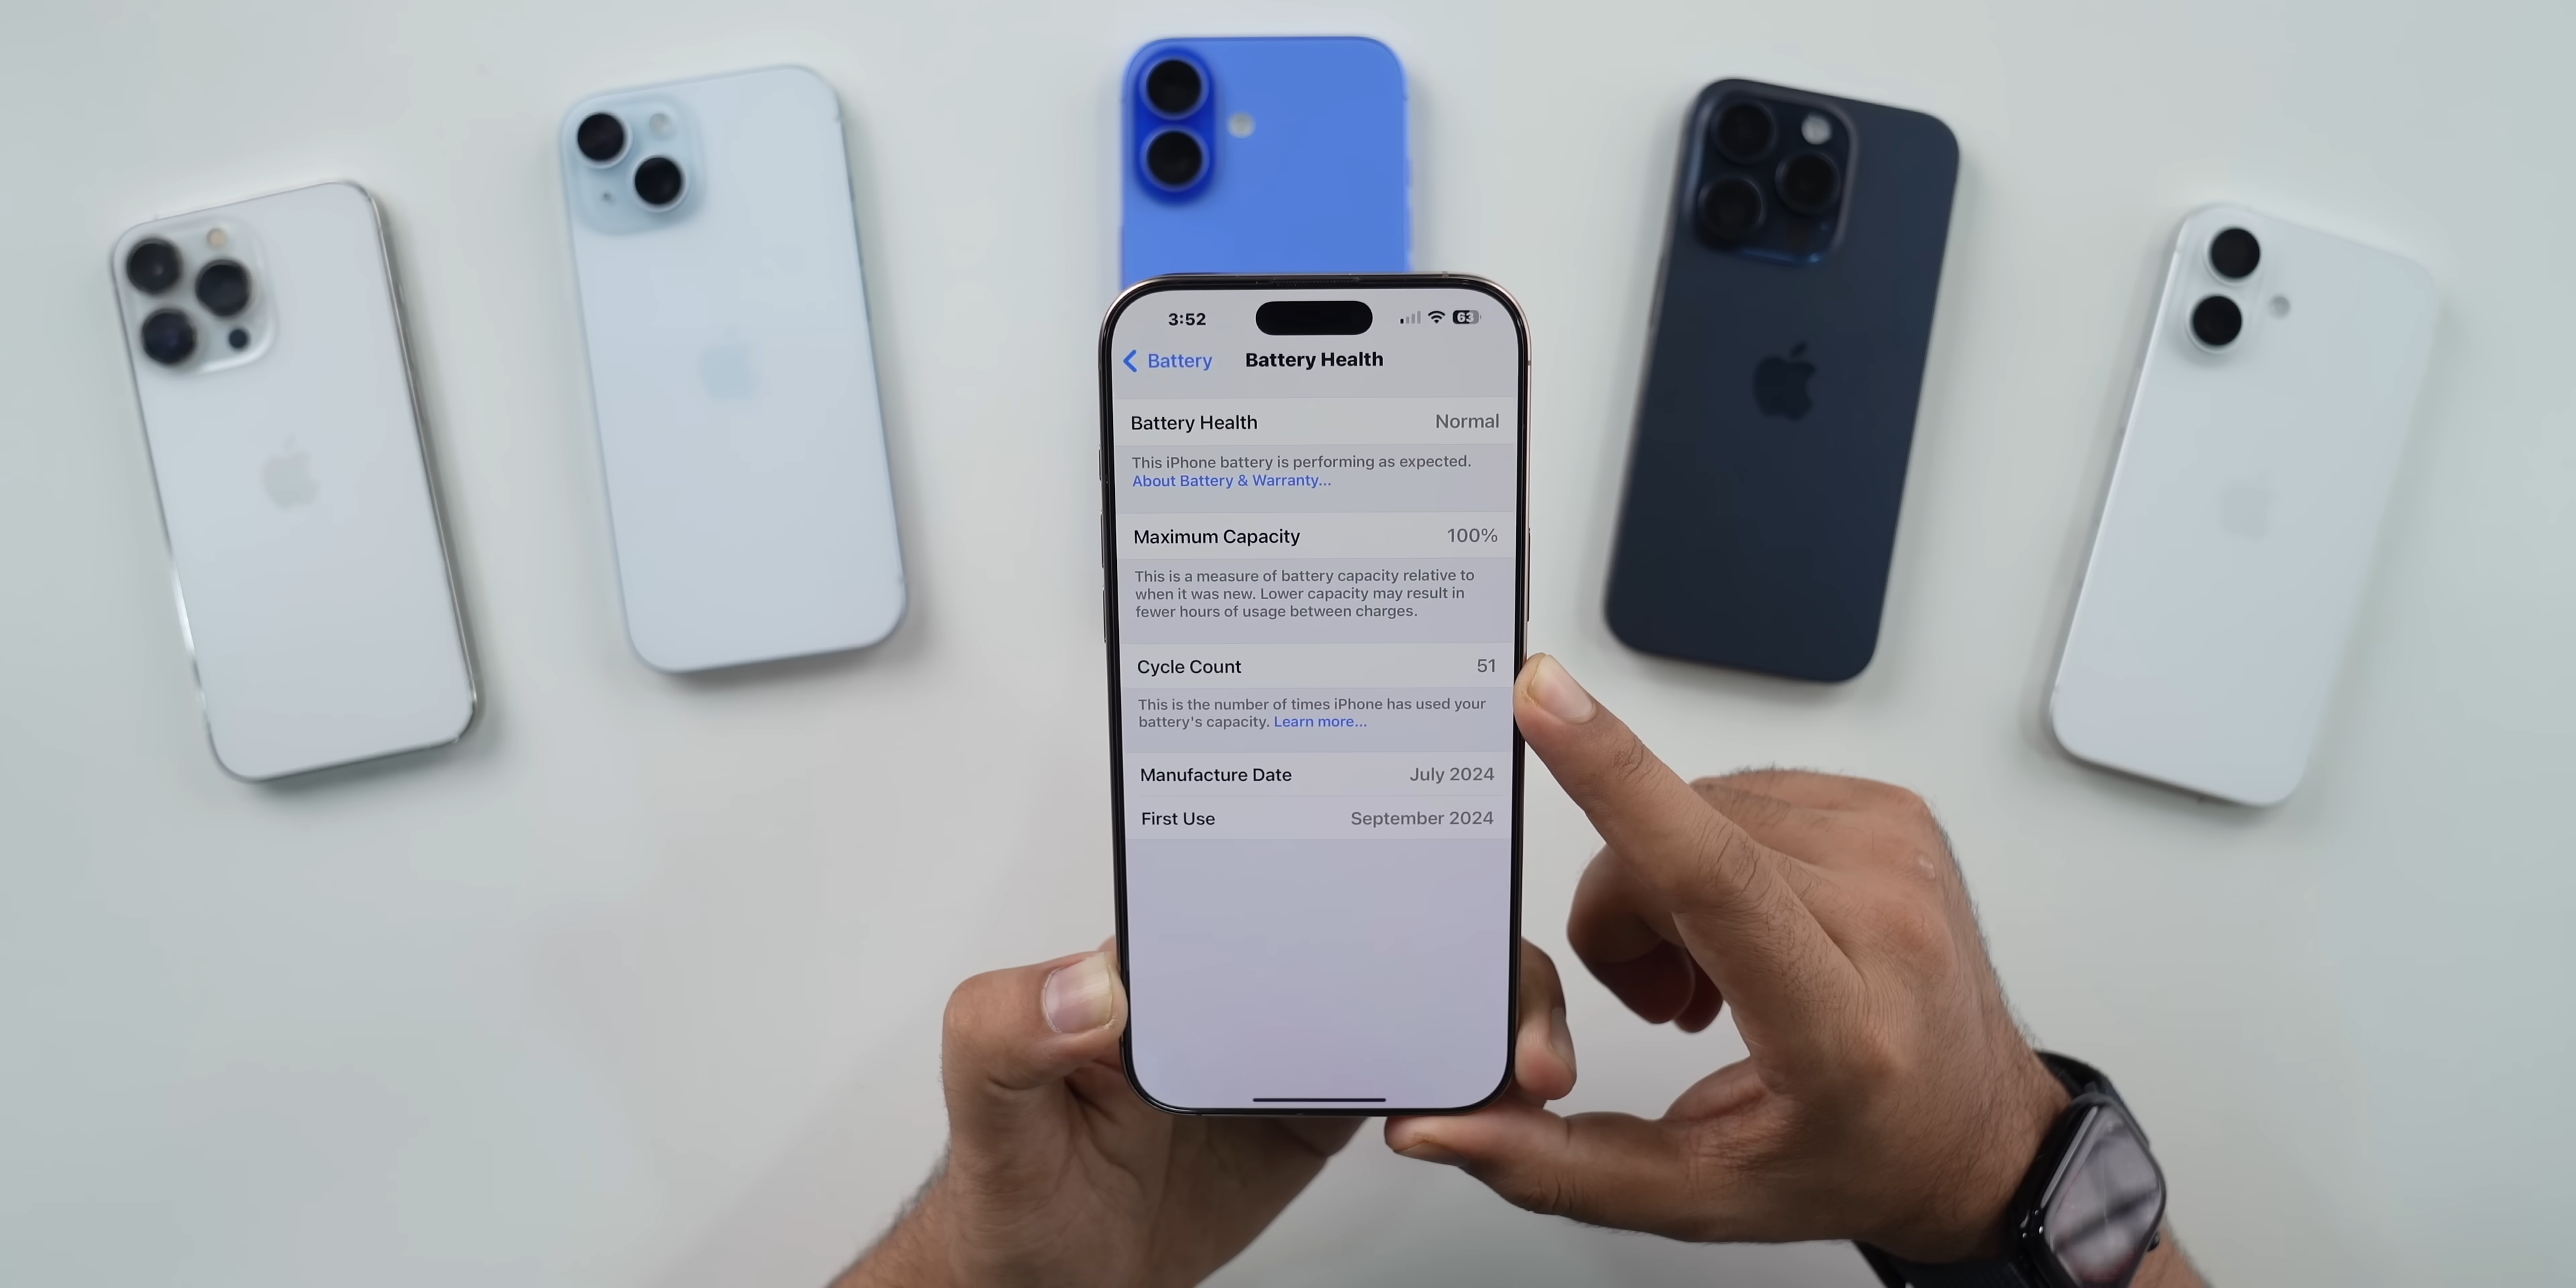 3:52 63
Battery Battery Health
Battery Health Normal
This iPhone battery is performing as expected.
About Battery & Warranty...
Maximum Capacity 100%
This is a measure of battery capacity relative to
when it was new. Lower capacity may result in
fewer hours of usage between charges.
Cycle Count 51
This is the number of times iPhone has used your
battery's capacity. Learn more...
Manufacture Date July 2024
First Use September 2024